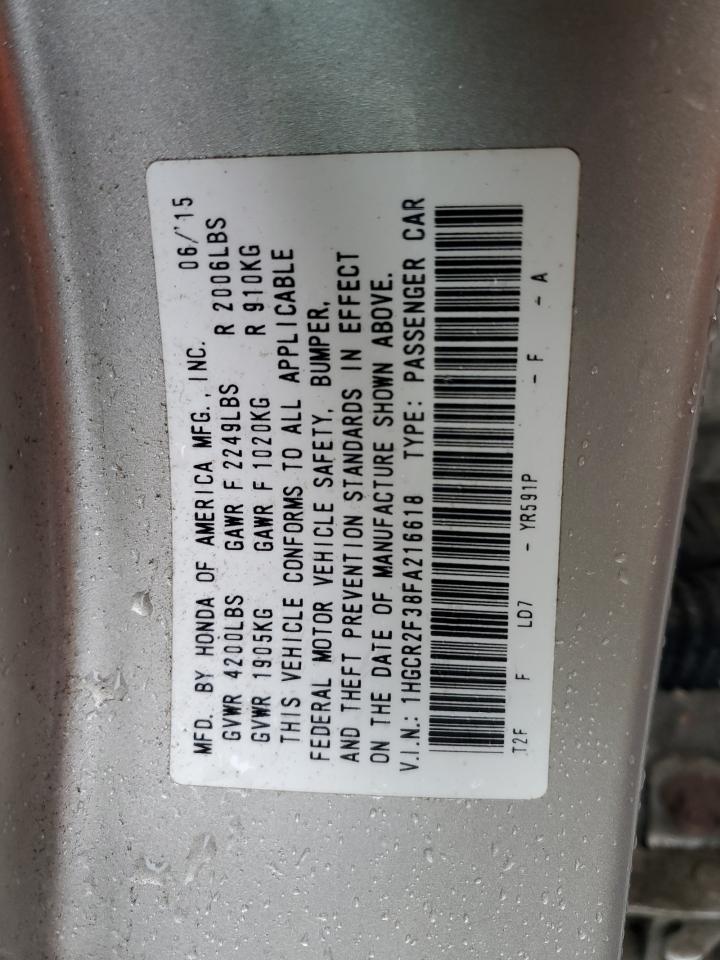 MFD. BY HONDA OF AMERICA MFG., INC. 06/'15
GVWR 4200LBS GAWR F 2249LBS R 2006LBS
GVWR 1905KG GAWR F 1020KG R 910KG
THIS VEHICLE CONFORMS TO ALL APPLICABLE
FEDERAL MOTOR VEHICLE SAFETY, BUMPER,
AND THEFT PREVENTION STANDARDS IN EFFECT
ON THE DATE OF MANUFACTURE SHOWN ABOVE.
V.I.N.: 1HGCR2F38FA216618 TYPE: PASSENGER CAR
T2F F LD7 - YR591P - F - A